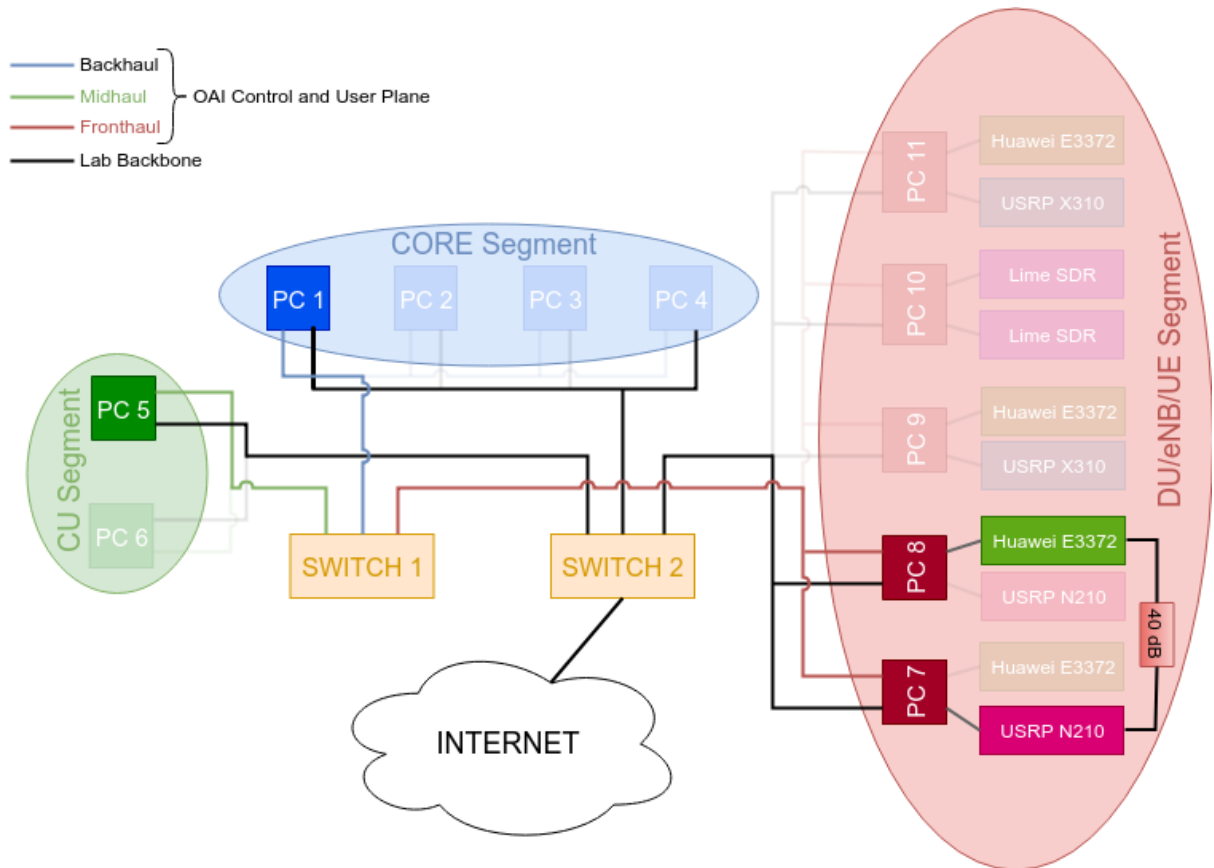 Backhaul
Midhaul
Fronthaul
OAI Control and User Plane
Lab Backbone
CORE Segment
PC 1
PC 2
PC 3
PC 4
CU Segment
PC 5
PC 6
SWITCH 1
SWITCH 2
INTERNET
DU/eNB/UE Segment
PC 11
Huawei E3372
USRP X310
PC 10
Lime SDR
Lime SDR
PC 9
Huawei E3372
USRP X310
PC 8
Huawei E3372
USRP N210
40 dB
PC 7
Huawei E3372
USRP N210